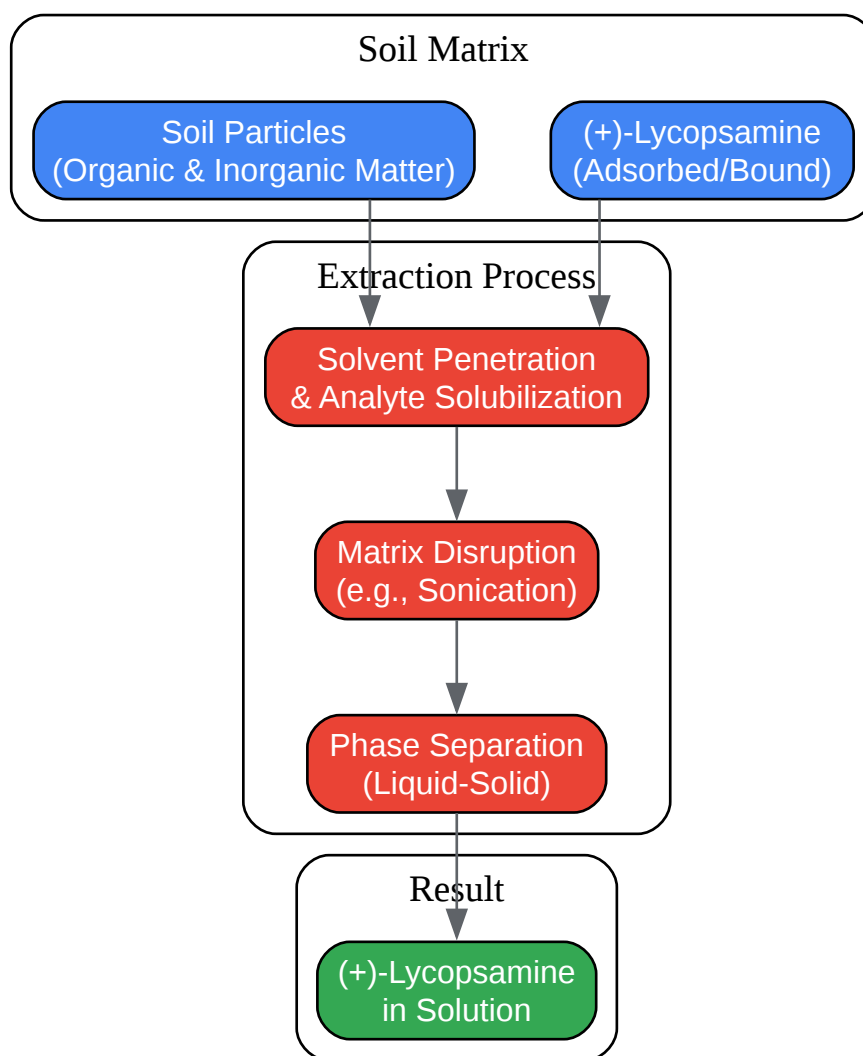 Soil Matrix
Soil Particles
(Organic & Inorganic Matter)
(+)-Lycopsamine
(Adsorbed/Bound)
Extraction Process
Solvent Penetration
& Analyte Solubilization
Matrix Disruption
(e.g., Sonication)
Phase Separation
(Liquid-Solid)
Result
(+)-Lycopsamine
in Solution